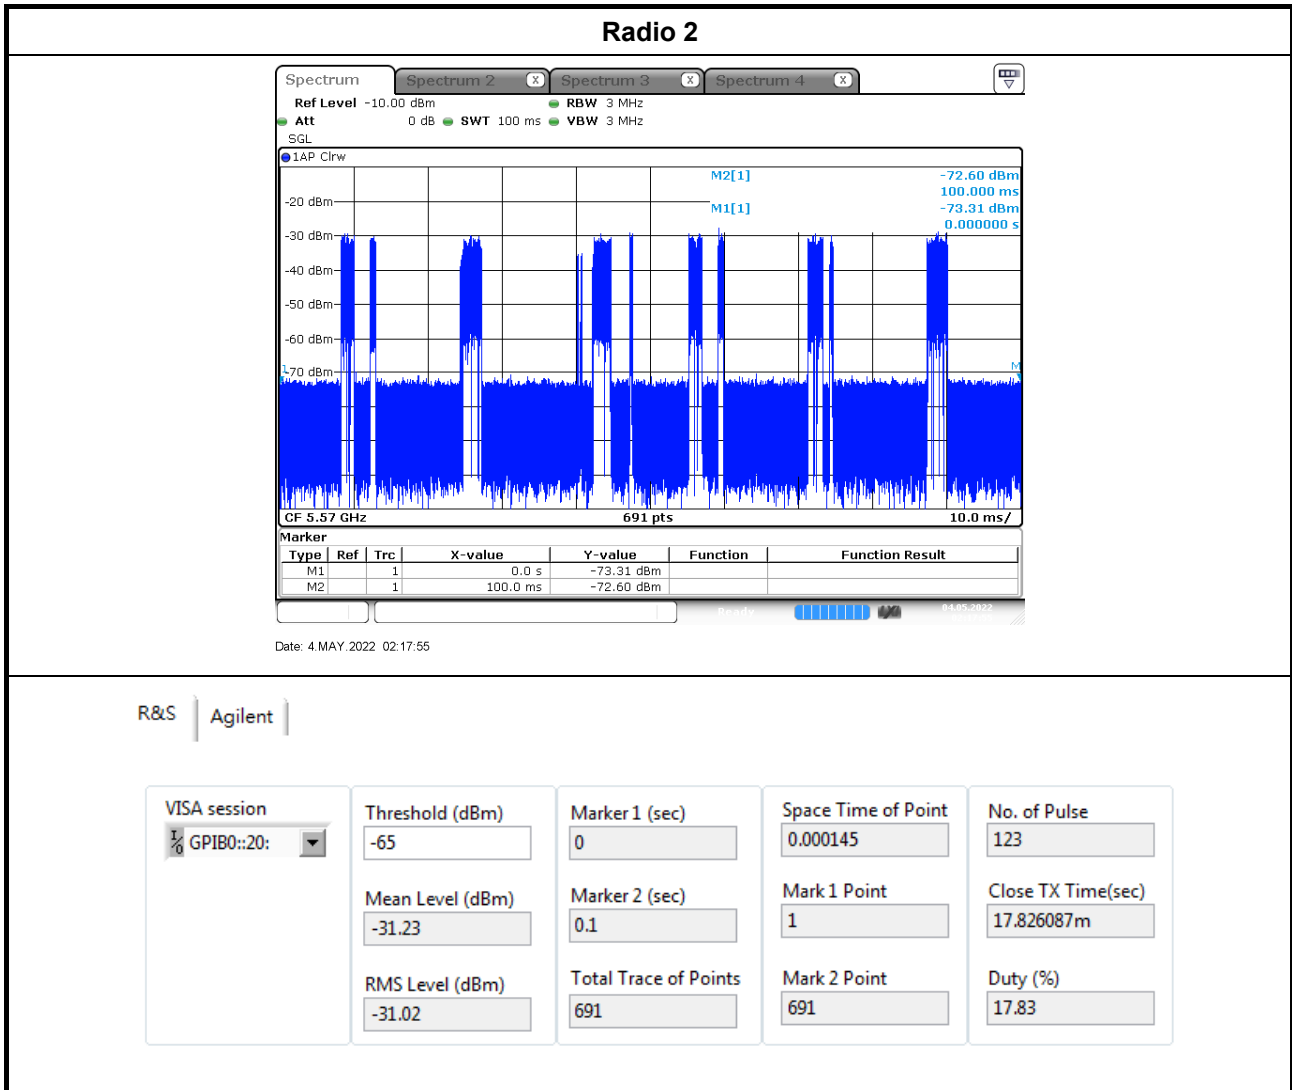 Radio 2
Spectrum Spectrum 2 X Spectrum 3 X Spectrum 4 X
Ref Level -10.00 dBm RBW 3 MHz
Att 0 dB SWT 100 ms VBW 3 MHz
SGL
1AP Clrw
M2[1] -72.60 dBm
100.000 ms
M1[1] -73.31 dBm
0.000000 s
-20 dBm
-30 dBm
-40 dBm
-50 dBm
-60 dBm
-70 dBm
CF 5.57 GHz 691 pts 10.0 ms/
Marker
Type Ref Trc X-value Y-value Function Function Result
M1 1 0.0 s -73.31 dBm
M2 1 100.0 ms -72.60 dBm
Ready 04.05.2022
Date: 4.MAY.2022 02:17:55
R&S Agilent
VISA session
GPIB0::20:
Threshold (dBm)
-65
Mean Level (dBm)
-31.23
RMS Level (dBm)
-31.02
Marker 1 (sec)
0
Marker 2 (sec)
0.1
Total Trace of Points
691
Space Time of Point
0.000145
Mark 1 Point
1
Mark 2 Point
691
No. of Pulse
123
Close TX Time(sec)
17.826087m
Duty (%)
17.83